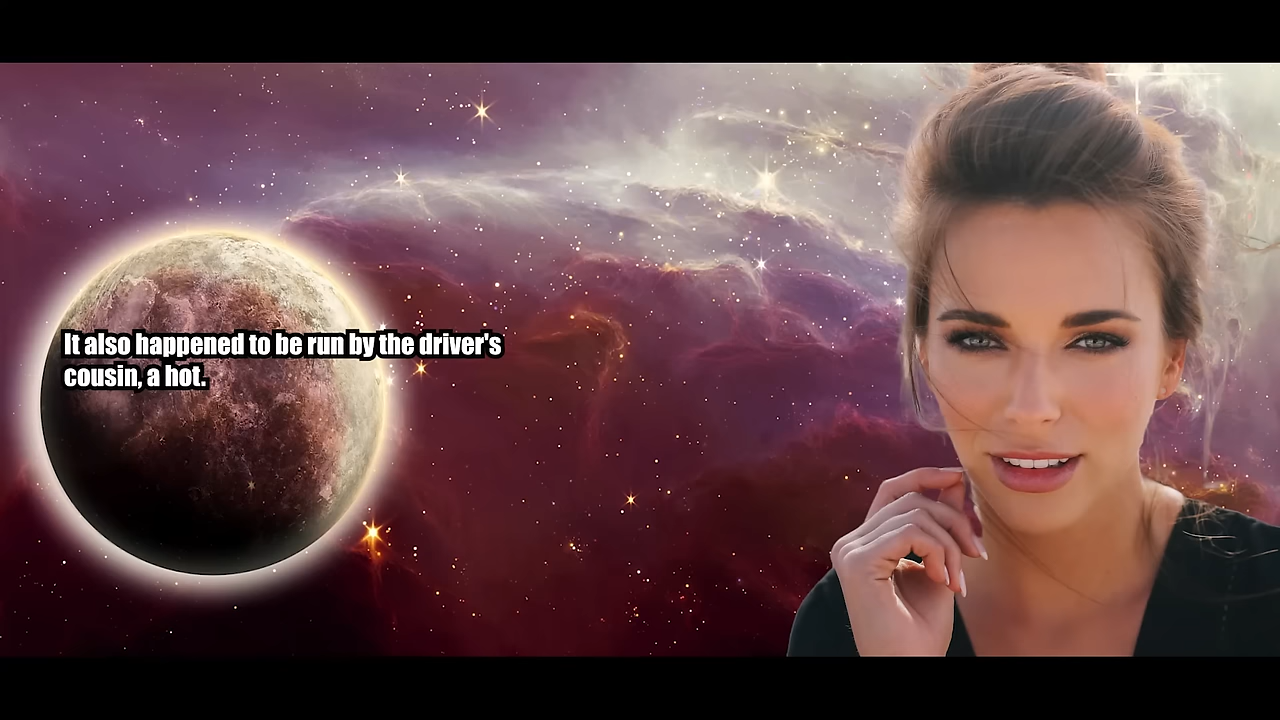 It also happened to be run by the driver's
cousin, a hot.